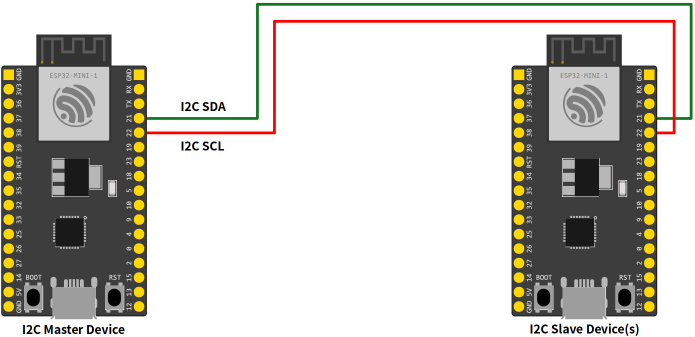 ESP32-MINI-1
GND
3V3
36
37
38
39
RST
34
35
32
33
25
26
27
14
5V
GND
GND
RX
TX
21
22
19
23
18
5
10
9
4
0
2
15
13
12
BOOT
RST
I2C SDA
I2C SCL
I2C Master Device
ESP32-MINI-1
GND
3V3
36
37
38
39
RST
34
35
32
33
25
26
27
14
5V
GND
GND
RX
TX
21
22
19
23
18
5
10
9
4
0
2
15
13
12
BOOT
RST
I2C Slave Device(s)